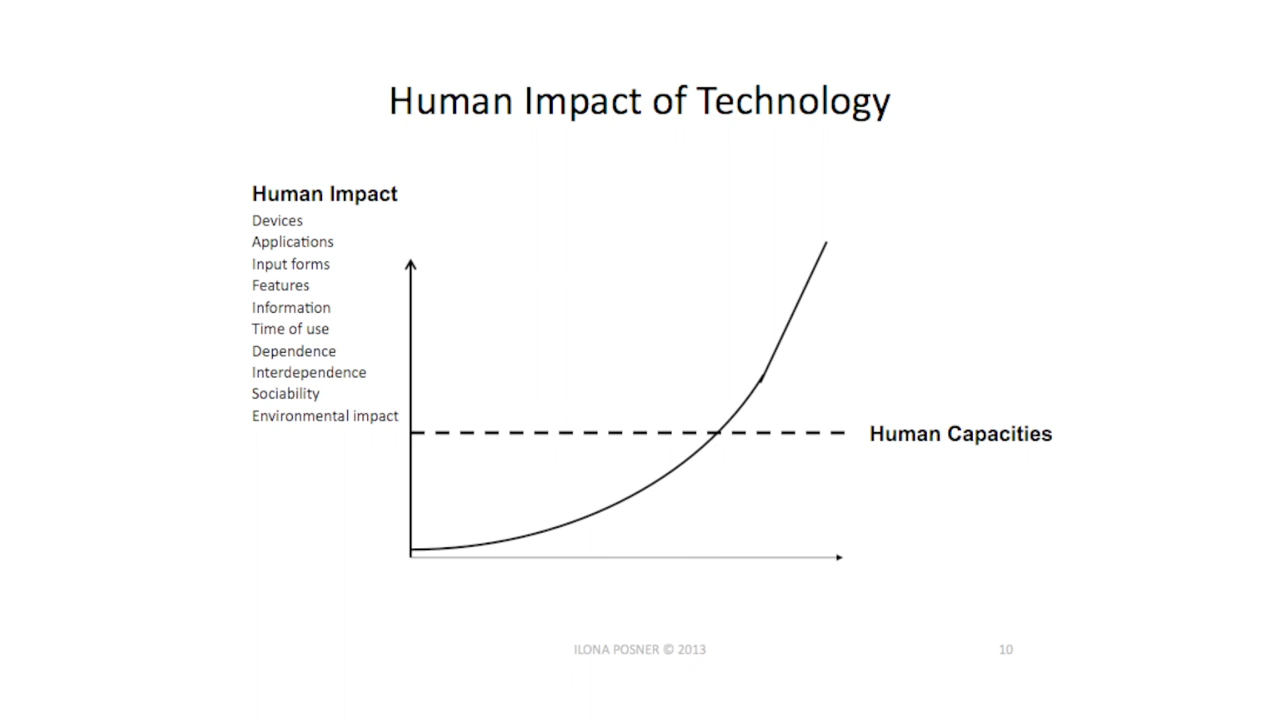 Human Impact of Technology
Human Impact
Devices
Applications
Input forms
Features
Information
Time of use
Dependence
Interdependence
Sociability
Environmental impact
Human Capacities
ILONA POSNER © 2013
10